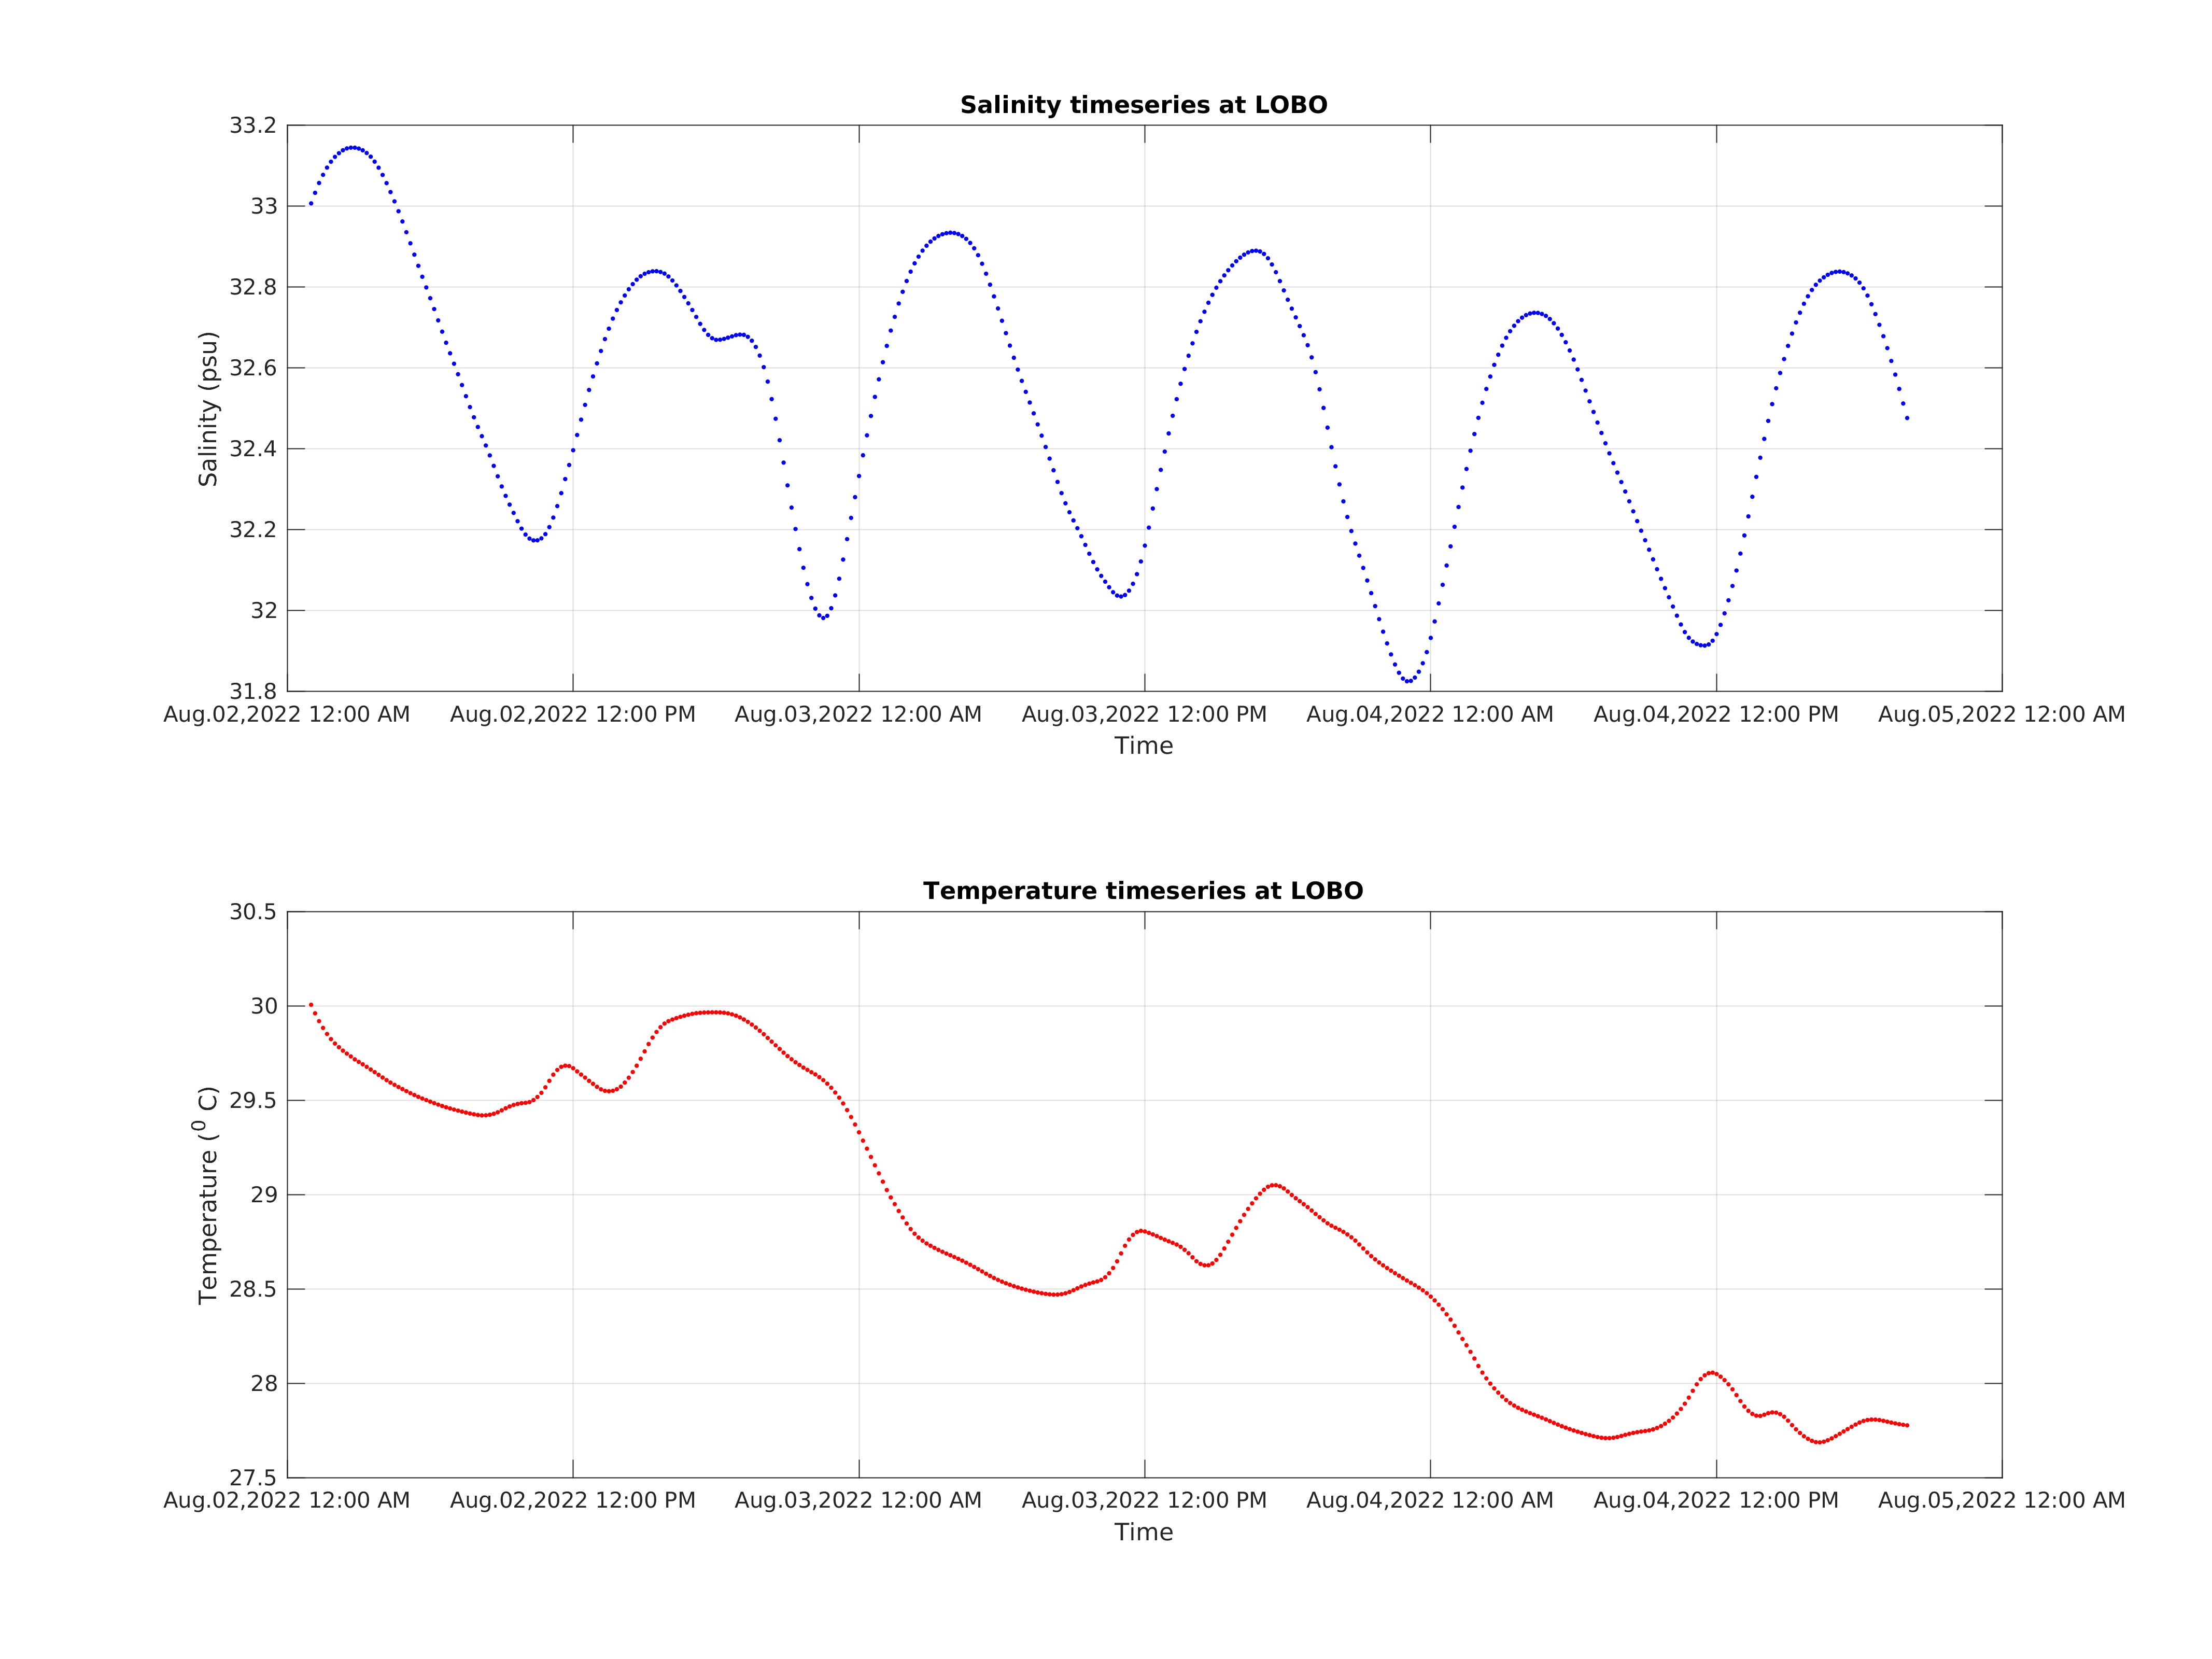 Salinity timeseries at LOBO
33.2
33
32.8
32.6
32.4
32.2
32
31.8
Salinity (psu)
Aug.02,2022 12:00 AM Aug.02,2022 12:00 PM Aug.03,2022 12:00 AM Aug.03,2022 12:00 PM Aug.04,2022 12:00 AM Aug.04,2022 12:00 PM Aug.05,2022 12:00 AM
Time
Temperature timeseries at LOBO
30.5
30
29.5
29
28.5
28
27.5
Temperature (⁰ C)
Aug.02,2022 12:00 AM Aug.02,2022 12:00 PM Aug.03,2022 12:00 AM Aug.03,2022 12:00 PM Aug.04,2022 12:00 AM Aug.04,2022 12:00 PM Aug.05,2022 12:00 AM
Time